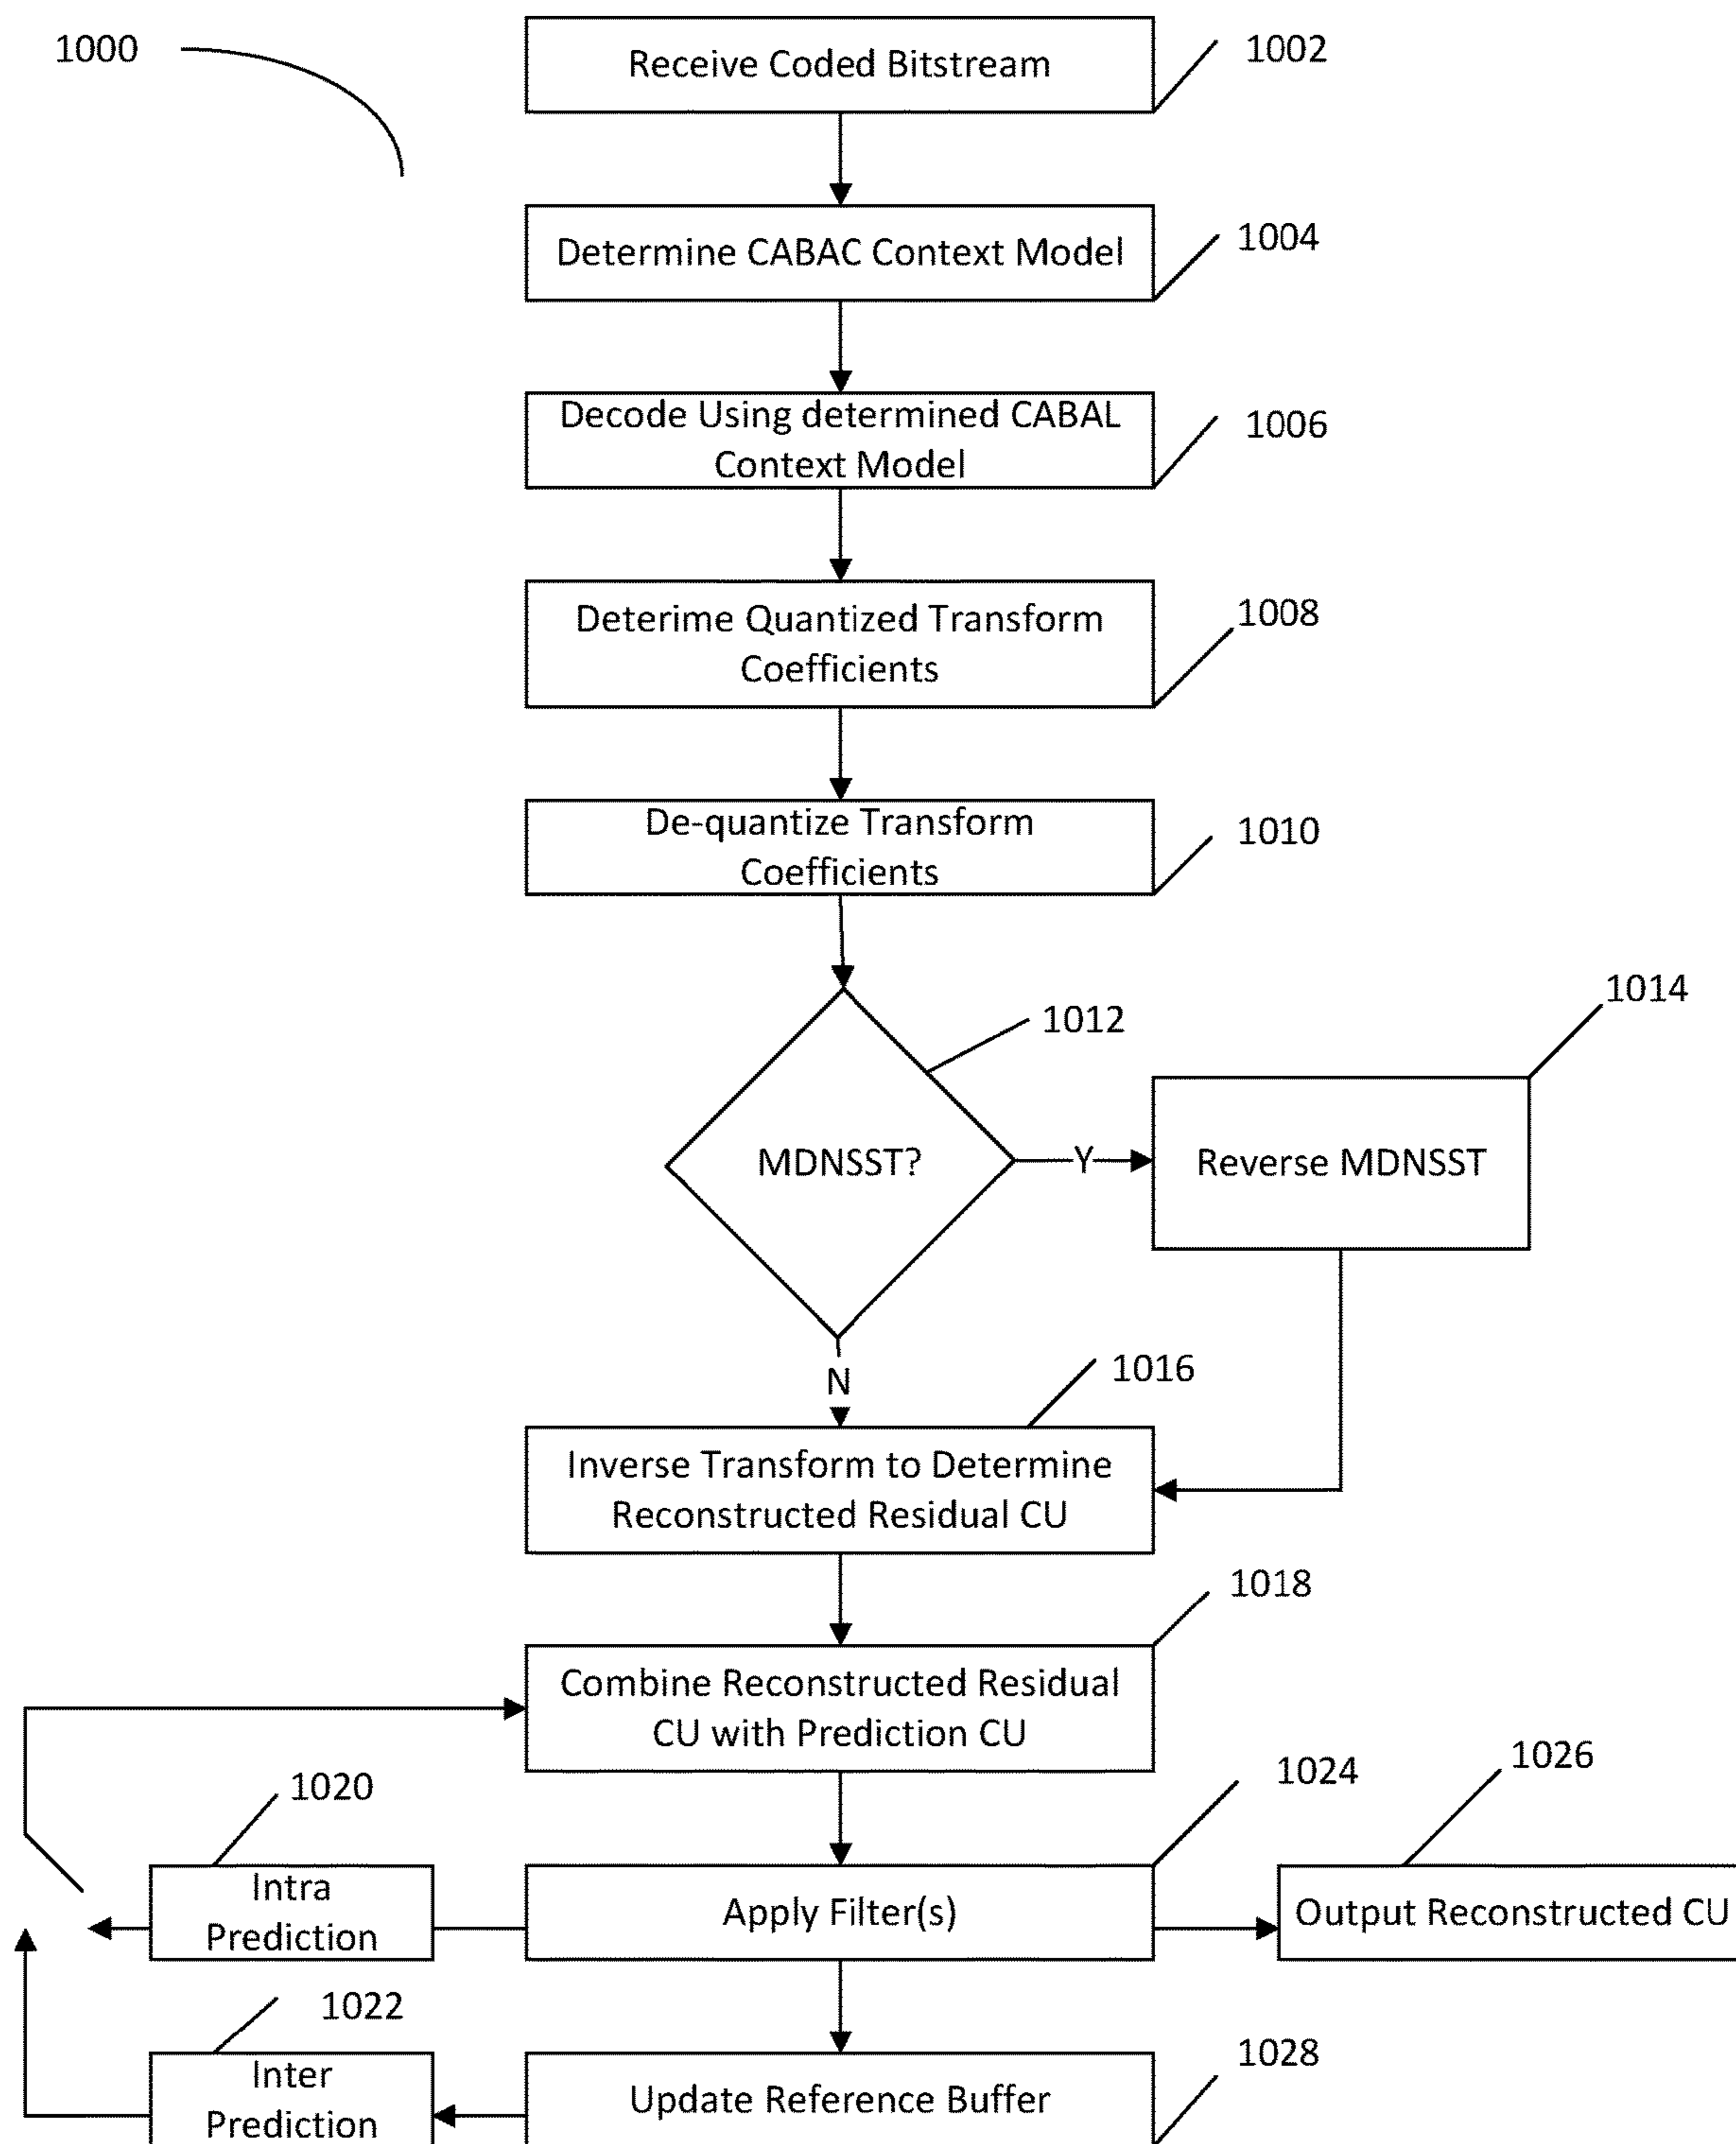 1000
Receive Coded Bitstream
1002
Determine CABAC Context Model
1004
Decode Using determined CABAL
Context Model
1006
Deterime Quantized Transform
Coefficients
1008
De-quantize Transform
Coefficients
1010
MDNSST?
1012
Y
Reverse MDNSST
1014
N
Inverse Transform to Determine
Reconstructed Residual CU
1016
Combine Reconstructed Residual
CU with Prediction CU
1018
Intra
Prediction
1020
Apply Filter(s)
1024
Output Reconstructed CU
1026
Inter
Prediction
1022
Update Reference Buffer
1028